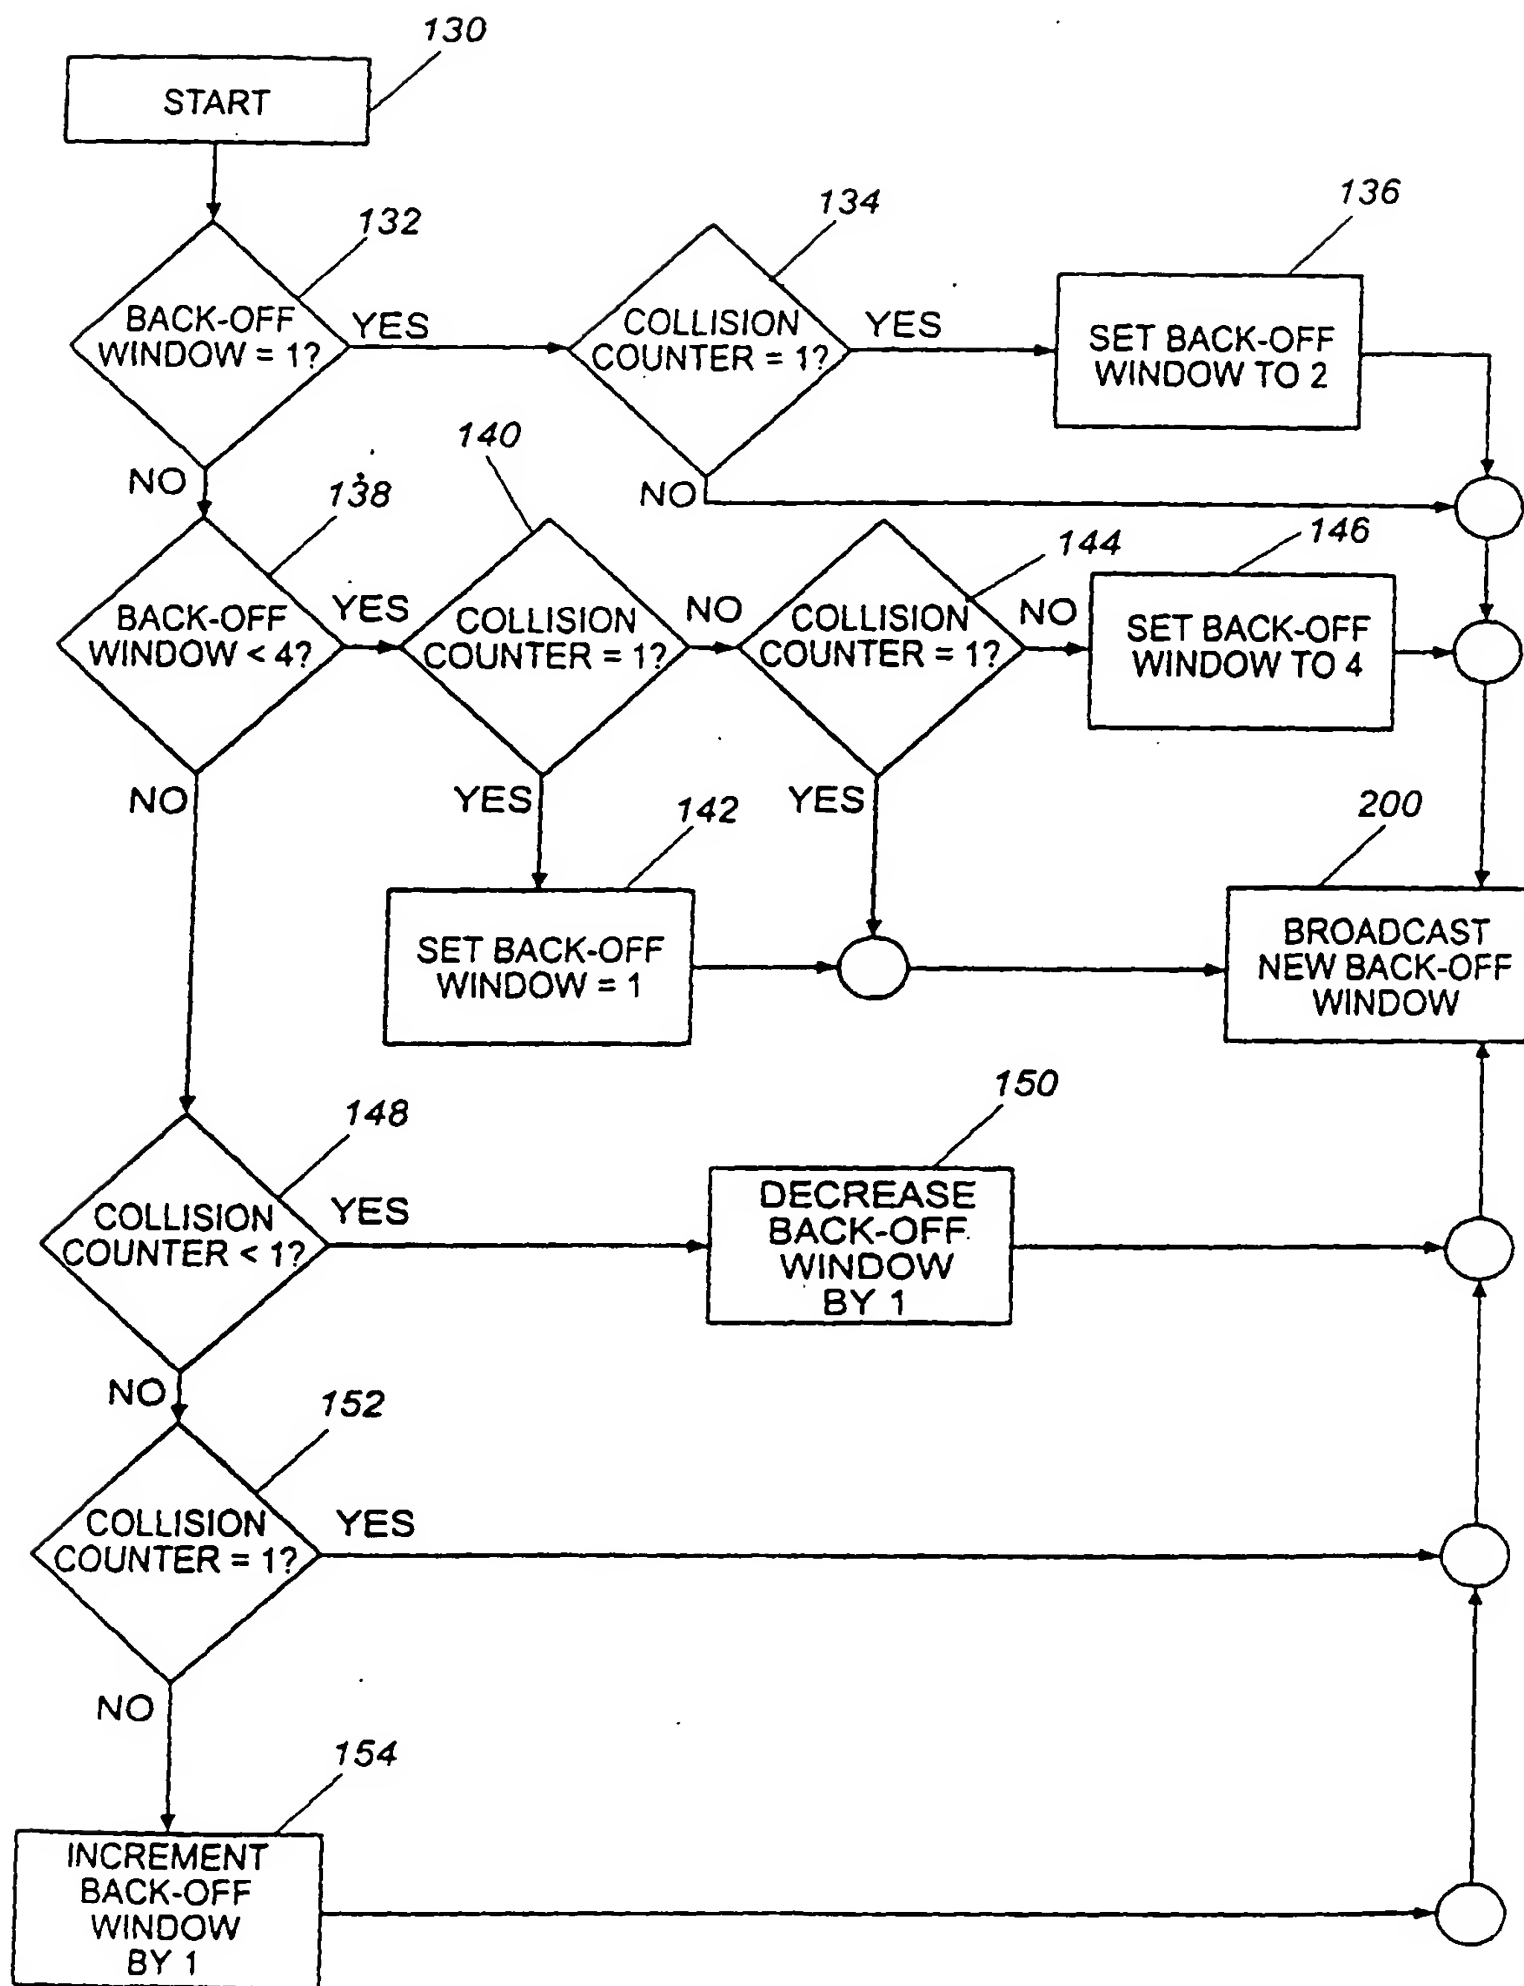 130
START
132
134
136
BACK-OFF
WINDOW = 1?
YES
COLLISION
COUNTER = 1?
YES
SET BACK-OFF
WINDOW TO 2
NO
138
140
NO
144
146
BACK-OFF
WINDOW < 4?
YES
COLLISION
COUNTER = 1?
NO
COLLISION
COUNTER = 1?
NO
SET BACK-OFF
WINDOW TO 4
NO
YES
142
YES
200
SET BACK-OFF
WINDOW = 1
BROADCAST
NEW BACK-OFF
WINDOW
148
150
COLLISION
COUNTER < 1?
YES
DECREASE
BACK-OFF
WINDOW
BY 1
NO
152
COLLISION
COUNTER = 1?
YES
NO
154
INCREMENT
BACK-OFF
WINDOW
BY 1